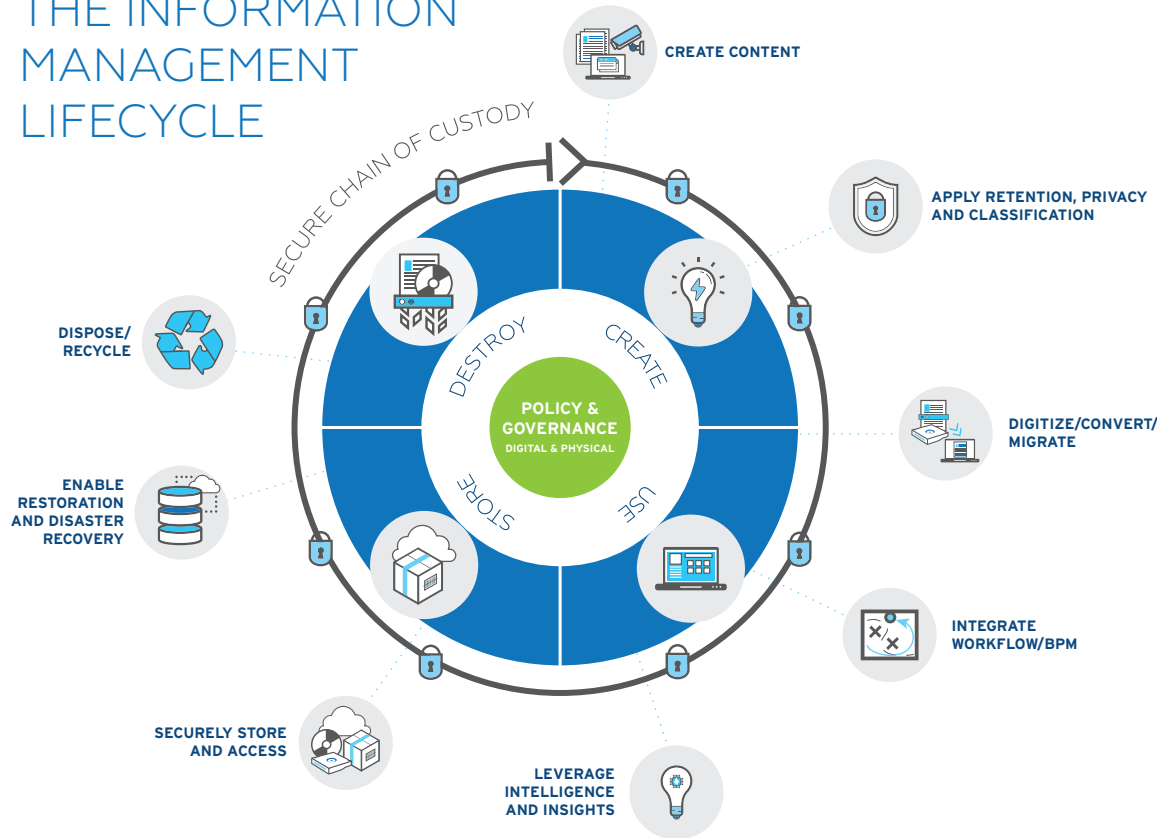 THE INFORMATION
MANAGEMENT
LIFECYCLE
CREATE CONTENT
SECURE CHAIN OF CUSTODY
APPLY RETENTION, PRIVACY
AND CLASSIFICATION
DISPOSE/
RECYCLE
DESTROY
CREATE
POLICY &
GOVERNANCE
DIGITAL & PHYSICAL
DIGITIZE/CONVERT/
MIGRATE
ENABLE
RESTORATION
AND DISASTER
RECOVERY
STORE
USE
INTEGRATE
WORKFLOW/BPM
SECURELY STORE
AND ACCESS
LEVERAGE
INTELLIGENCE
AND INSIGHTS